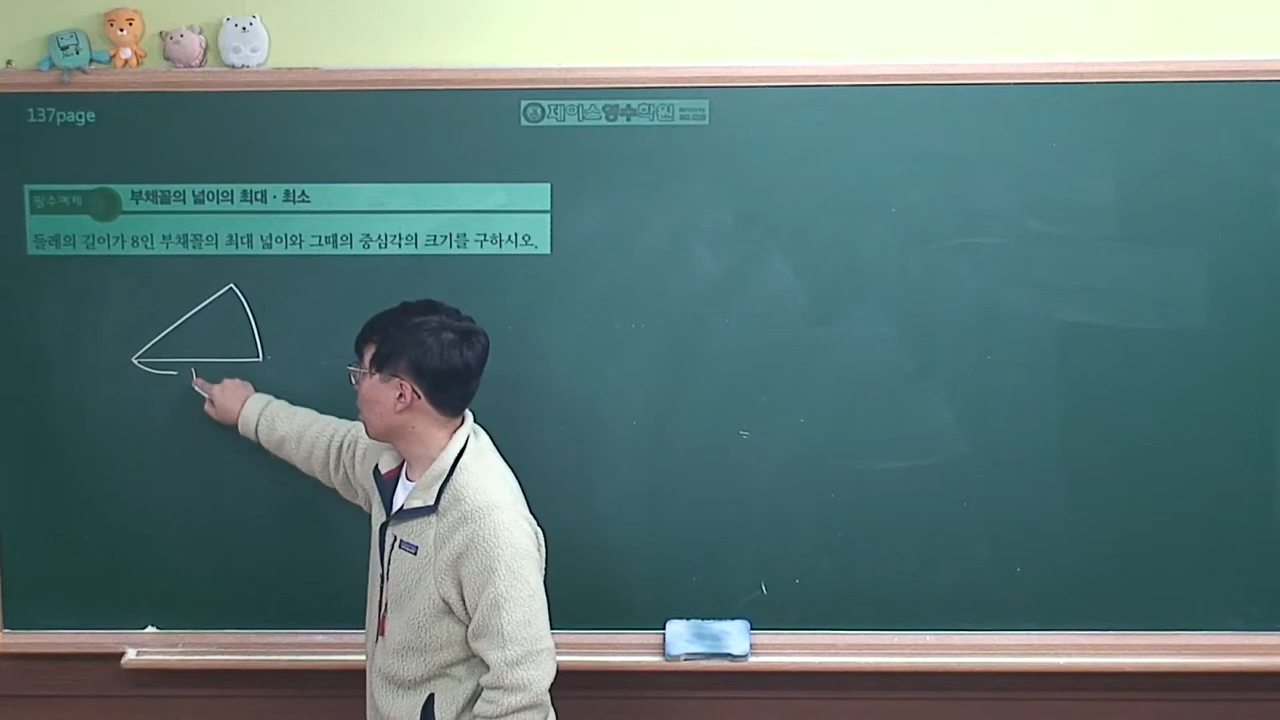 137page
제이스영수학원
필수예제 부채꼴의 넓이의 최대·최소
둘레의 길이가 8인 부채꼴의 최대 넓이와 그때의 중심각의 크기를 구하시오.